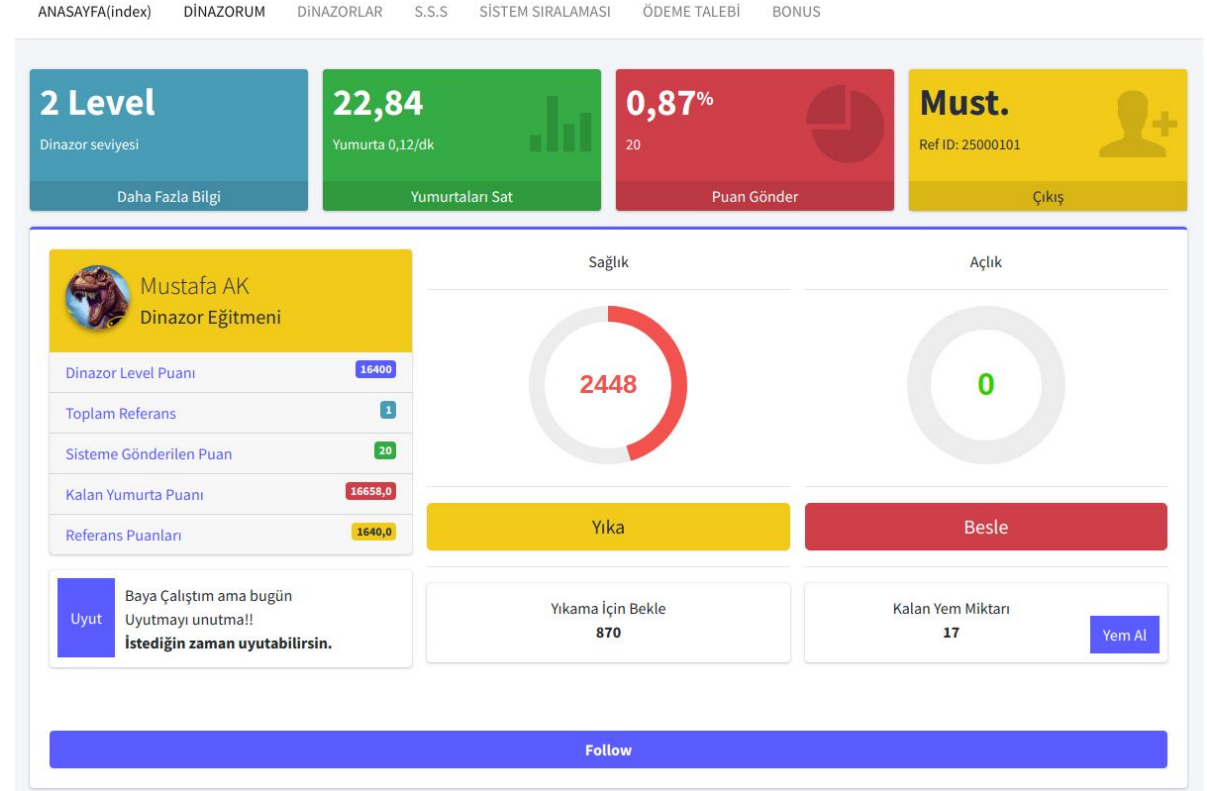 ANASAYFA(index) DİNAZORUM DiNAZORLAR S.S.S SİSTEM SIRALAMASI ÖDEME TALEBİ BONUS
2 Level
Dinazor seviyesi
Daha Fazla Bilgi
22,84
Yumurta 0,12/dk
Yumurtaları Sat
0,87%
20
Puan Gönder
Must.
Ref ID: 25000101
Çıkış
Mustafa AK
Dinazor Eğitmeni
Dinazor Level Puanı 16400
Toplam Referans 1
Sisteme Gönderilen Puan 20
Kalan Yumurta Puanı 16658,0
Referans Puanları 1640,0
Uyut
Baya Çalıştım ama bugün
Uyutmayı unutma!!
İstediğin zaman uyutabilirsin.
Sağlık
2448
Yıka
Yıkama İçin Bekle
870
Açlık
0
Besle
Kalan Yem Miktarı
17
Yem Al
Follow